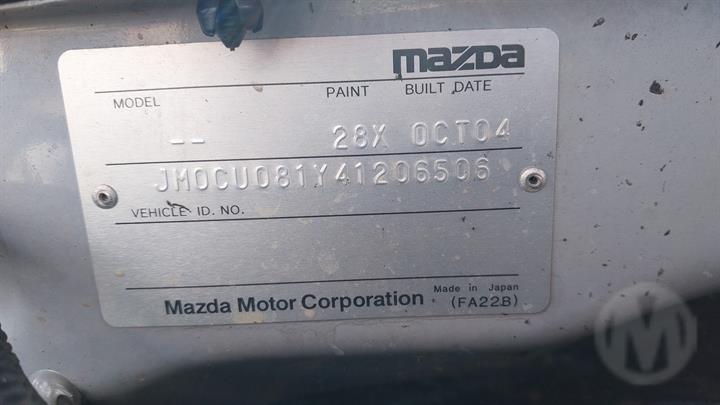 mazda
MODEL PAINT BUILT DATE
-- 28X OCT04
JM0CU081Y41206506
VEHICLE ID. NO.
Made in Japan
Mazda Motor Corporation (FA22B)
M